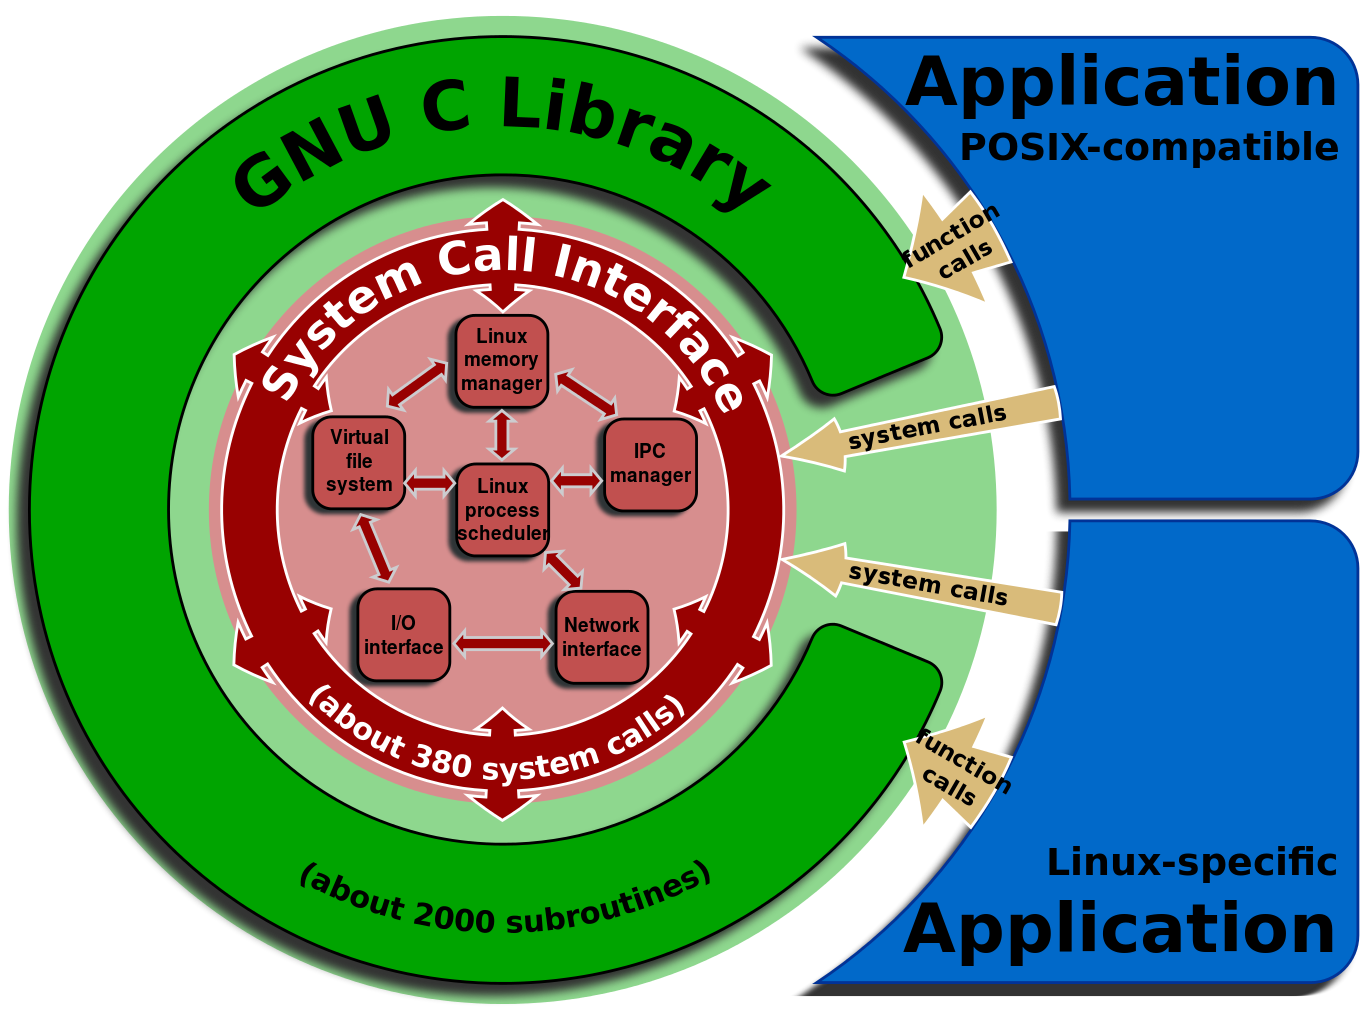 GNU C Library
Application
POSIX-compatible
function
calls
System Call Interface
Linux
memory
manager
Virtual
file
system
IPC
manager
system calls
Linux
process
scheduler
system calls
I/O
interface
Network
interface
(about 380 system calls)
function
calls
(about 2000 subroutines)
Linux-specific
Application